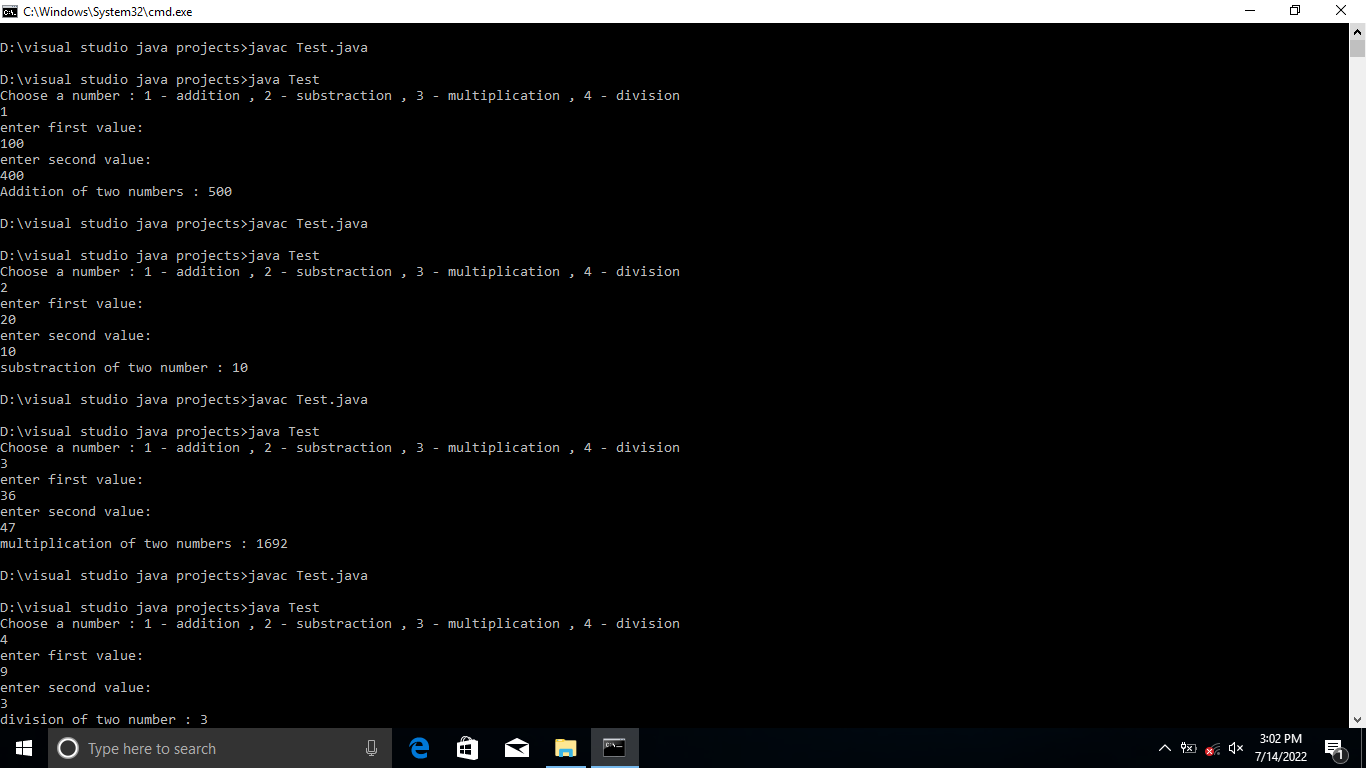 C:\Windows\System32\cmd.exe
D:\visual studio java projects>javac Test.java
D:\visual studio java projects>java Test
Choose a number : 1 - addition , 2 - substraction , 3 - multiplication , 4 - division
1
enter first value:
100
enter second value:
400
Addition of two numbers : 500
D:\visual studio java projects>javac Test.java
D:\visual studio java projects>java Test
Choose a number : 1 - addition , 2 - substraction , 3 - multiplication , 4 - division
2
enter first value:
20
enter second value:
10
substraction of two number : 10
D:\visual studio java projects>javac Test.java
D:\visual studio java projects>java Test
Choose a number : 1 - addition , 2 - substraction , 3 - multiplication , 4 - division
3
enter first value:
36
enter second value:
47
multiplication of two numbers : 1692
D:\visual studio java projects>javac Test.java
D:\visual studio java projects>java Test
Choose a number : 1 - addition , 2 - substraction , 3 - multiplication , 4 - division
4
enter first value:
9
enter second value:
3
division of two number : 3
Type here to search
3:02 PM
7/14/2022
1